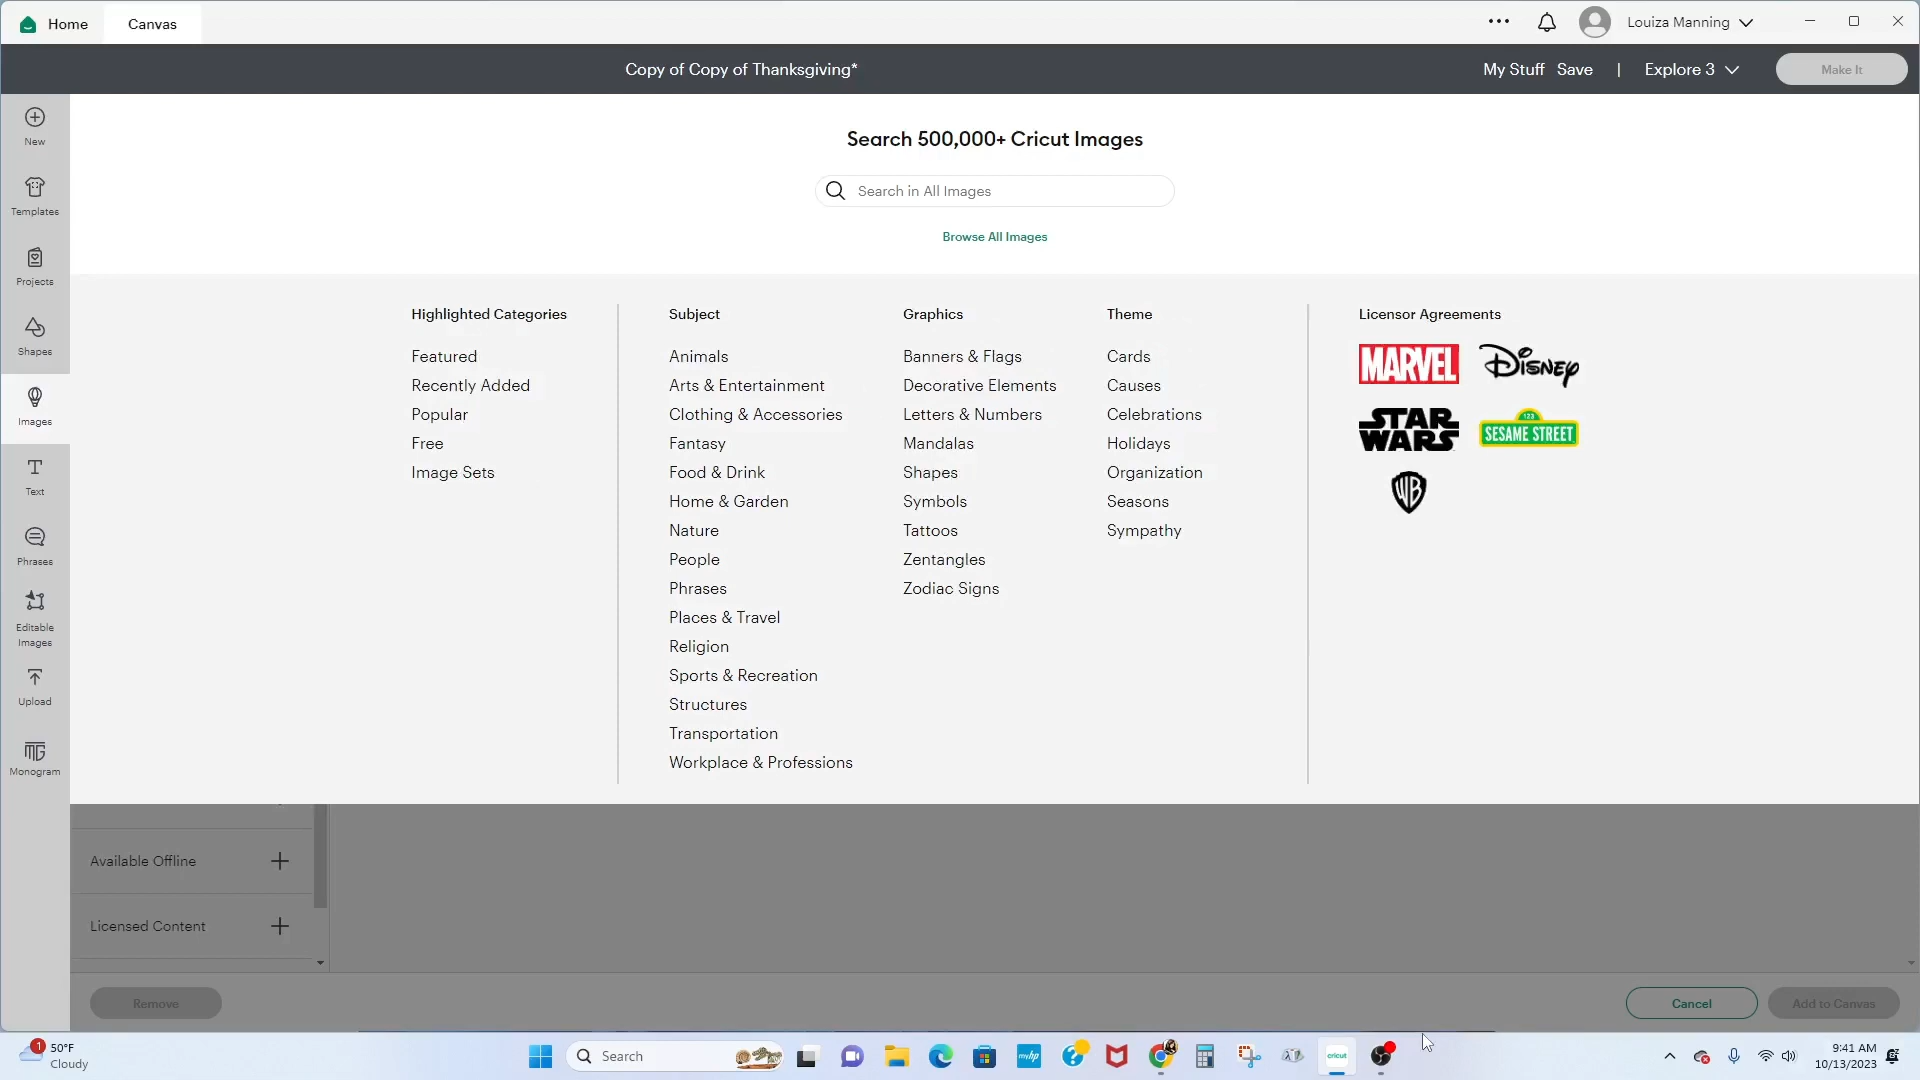 Home
Canvas
Louiza Manning
Copy of Copy of Thanksgiving*
My Stuff
Save
|
Explore 3
Make It
New
Templates
Projects
Shapes
Images
Text
Phrases
Editable
Images
Upload
Monogram
Search 500,000+ Cricut Images
Search in All Images
Browse All Images
Highlighted Categories
Featured
Recently Added
Popular
Free
Image Sets
Subject
Animals
Arts & Entertainment
Clothing & Accessories
Fantasy
Food & Drink
Home & Garden
Nature
People
Phrases
Places & Travel
Religion
Sports & Recreation
Structures
Transportation
Workplace & Professions
Graphics
Banners & Flags
Decorative Elements
Letters & Numbers
Mandalas
Shapes
Symbols
Tattoos
Zentangles
Zodiac Signs
Theme
Cards
Causes
Celebrations
Holidays
Organization
Seasons
Sympathy
Licensor Agreements
MARVEL
Disney
STAR
WARS
123
SESAME STREET
WB
Available Offline
Licensed Content
Remove
Cancel
Add to Canvas
1
50°F
Cloudy
Search
myhp
cricut
9:41 AM
10/13/2023